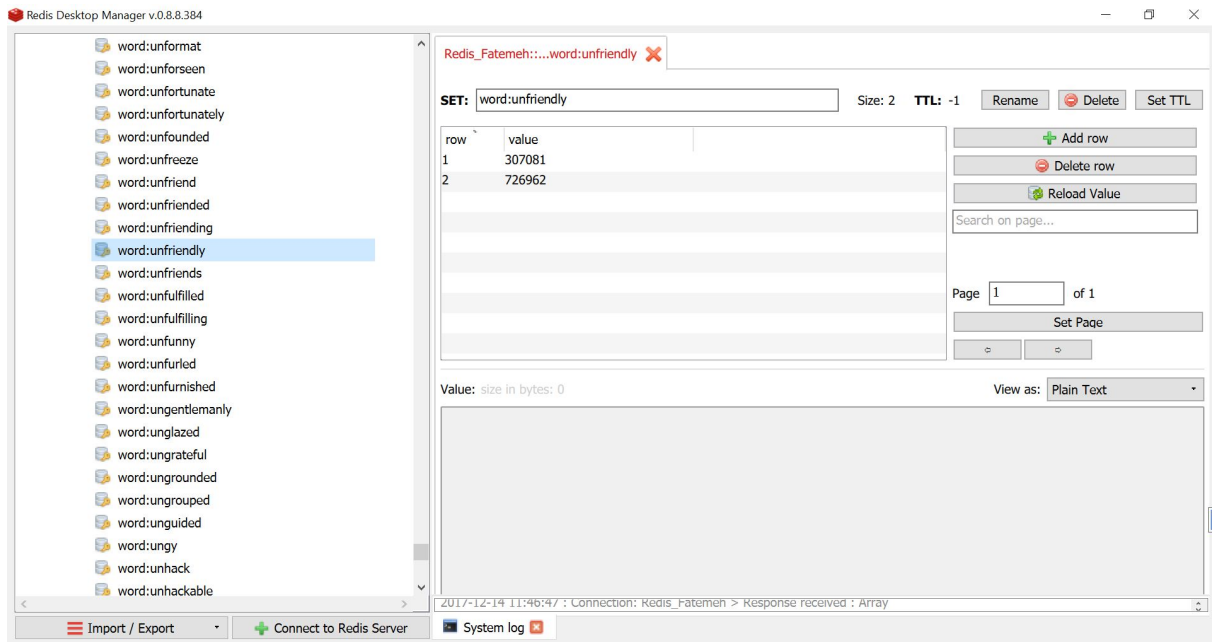 Redis Desktop Manager v.0.8.8.384
word:unformat
word:unforseen
word:unfortunate
word:unfortunately
word:unfounded
word:unfreeze
word:unfriend
word:unfriended
word:unfriending
word:unfriendly
word:unfriends
word:unfulfilled
word:unfulfilling
word:unfunny
word:unfurled
word:unfurnished
word:ungentlemanly
word:unglazed
word:ungrateful
word:ungrounded
word:ungrouped
word:unguided
word:ungy
word:unhack
word:unhackable
Import / Export
Connect to Redis Server
Redis_Fatemeh::...word:unfriendly
SET: word:unfriendly Size: 2 TTL: -1 Rename Delete Set TTL
row value
1 307081
2 726962
Add row
Delete row
Reload Value
Search on page...
Page 1 of 1
Set Page
Value: size in bytes: 0 View as: Plain Text
2017-12-14 11:46:47 : Connection: Redis_Fatemeh > Response received : Array
System log